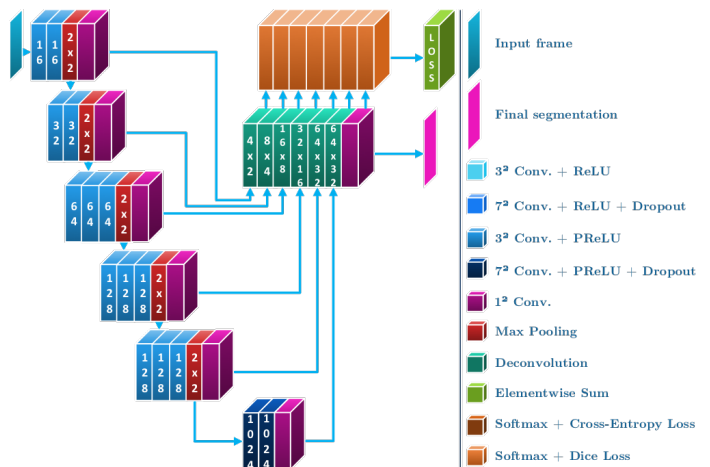 16 16 2x2
LOSS
32 32 2x2
4x2 8x4 16x8 32x16 64x32 64x32
64 64 64 2x2
128 128 128 2x2
128 128 128 2x2
1024 1024
Input frame
Final segmentation
3² Conv. + ReLU
7² Conv. + ReLU + Dropout
3² Conv. + PReLU
7² Conv. + PReLU + Dropout
1² Conv.
Max Pooling
Deconvolution
Elementwise Sum
Softmax + Cross-Entropy Loss
Softmax + Dice Loss